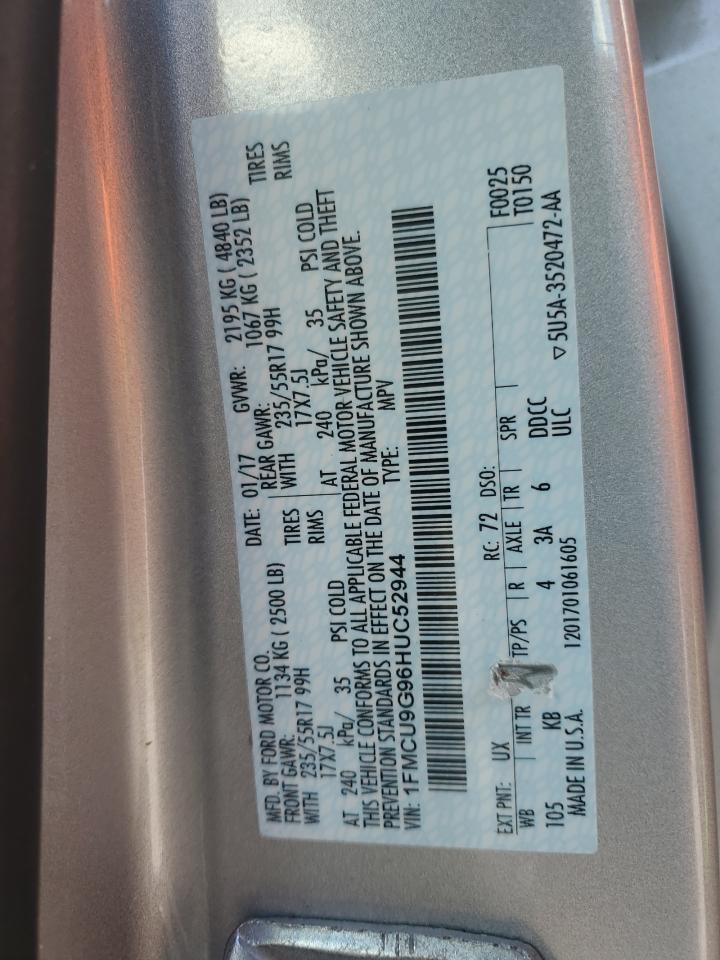 MFD. BY FORD MOTOR CO.
DATE: 01/17 GVWR: 2195 KG ( 4840 LB)
FRONT GAWR: 1134 KG ( 2500 LB) REAR GAWR: 1067 KG ( 2352 LB)
WITH 235/55R17 99H TIRES WITH 235/55R17 99H TIRES
17X7.5J RIMS 17X7.5J RIMS
AT 240 kPa/ 35 PSI COLD AT 240 kPa/ 35 PSI COLD
THIS VEHICLE CONFORMS TO ALL APPLICABLE FEDERAL MOTOR VEHICLE SAFETY AND THEFT
PREVENTION STANDARDS IN EFFECT ON THE DATE OF MANUFACTURE SHOWN ABOVE.
VIN: 1FMCU9G96HUC52944 TYPE: MPV
EXT PNT: UX RC: 72 DSO: F0025
WB INT TR TP/PS R AXLE TR SPR T0150
105 KB 4 3A 6 DDCC
MADE IN U.S.A. 1201701061605 ULC ▽5U5A-3520472-AA